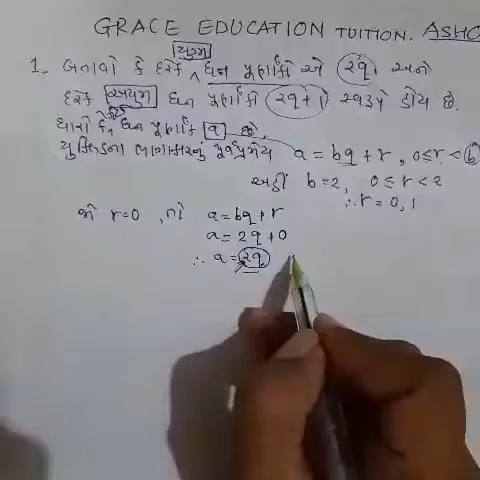 GRACE EDUCATION TUITION. ASHO
યુગ્મ
1. બતાવો કે દરેક ધન પૂર્ણાંકો એ 2q અને
દરેક અયુગ્મ ધન પૂર્ણાંકો 2q+1 સ્વરૂપે હોય છે.
ધારો કે ધન પૂર્ણાંક a છે,
યુક્લિડના ભાગાકારનું પૂર્વપ્રમેય a = bq + r, 0≤r<b
અહીં b=2, 0≤r<2
∴ r = 0, 1
જો r=0, તો a = bq + r
a = 2q + 0
∴ a = 2q